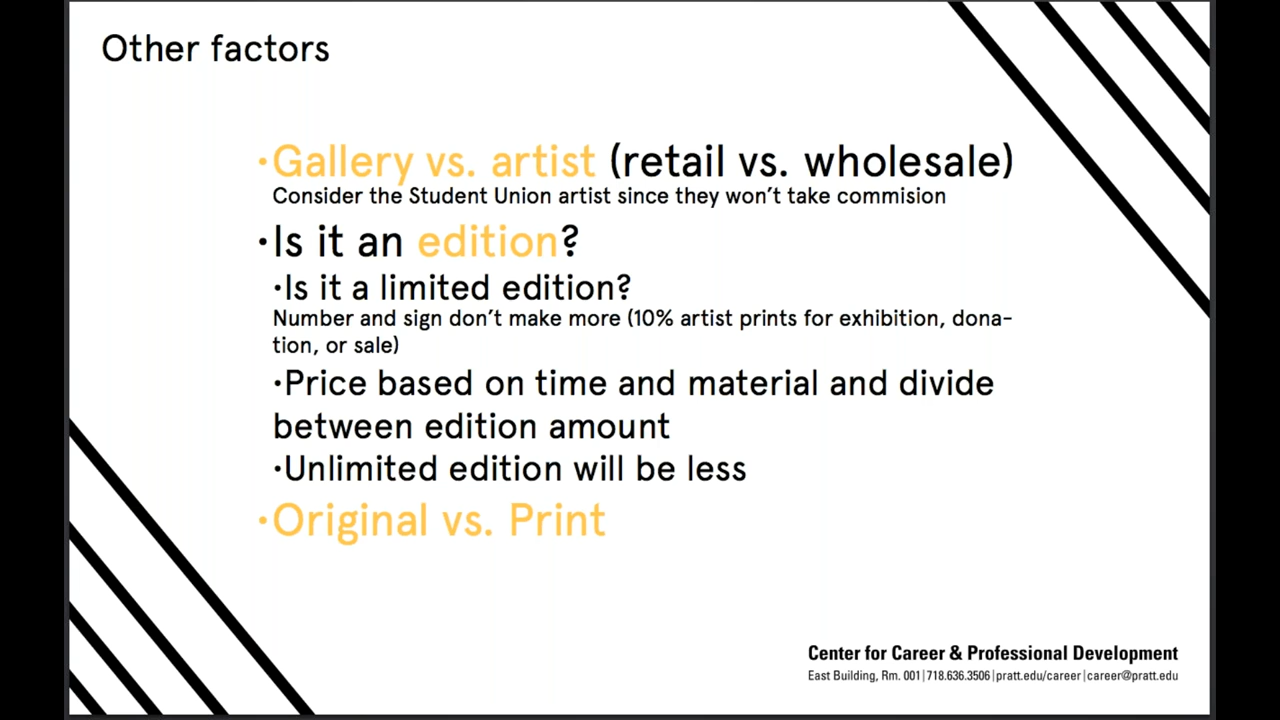 Other factors
·Gallery vs. artist (retail vs. wholesale)
Consider the Student Union artist since they won't take commision
·Is it an edition?
·Is it a limited edition?
Number and sign don't make more (10% artist prints for exhibition, dona-
tion, or sale)
·Price based on time and material and divide
between edition amount
·Unlimited edition will be less
·Original vs. Print
Center for Career & Professional Development
East Building, Rm. 001|718.636.3506|pratt.edu/career|career@pratt.edu